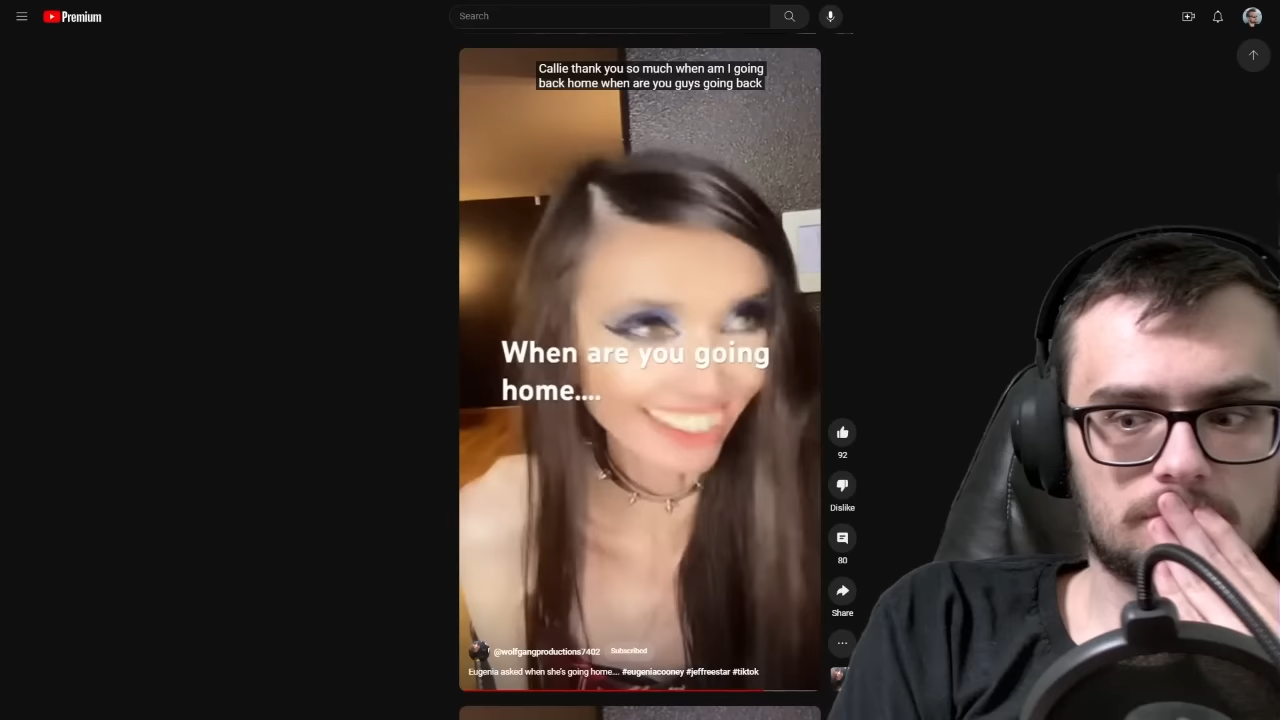 Premium
Search
Callie thank you so much when am I going
back home when are you guys going back
When are you going
home....
92
Dislike
80
Share
@wolfgangproductions7402 Subscribed
Eugenia asked when she's going home... #eugeniacooney #jeffreestar #tiktok